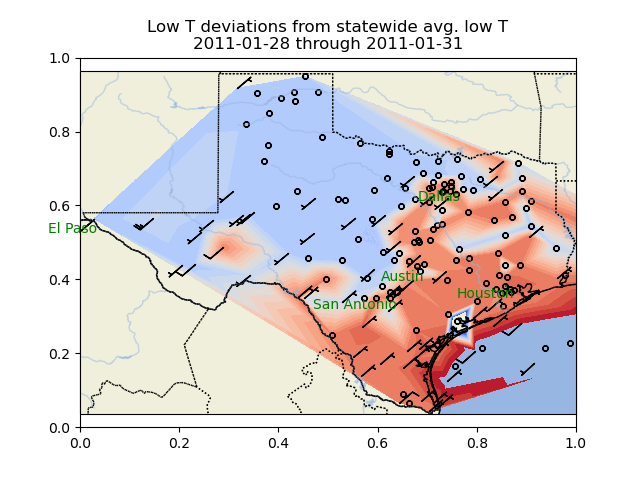 Low T deviations from statewide avg. low T
2011-01-28 through 2011-01-31
1.0
0.8
0.6
0.4
0.2
0.0
Dallas
El Paso
Austin
Houston
San Antonio
0.0 0.2 0.4 0.6 0.8 1.0